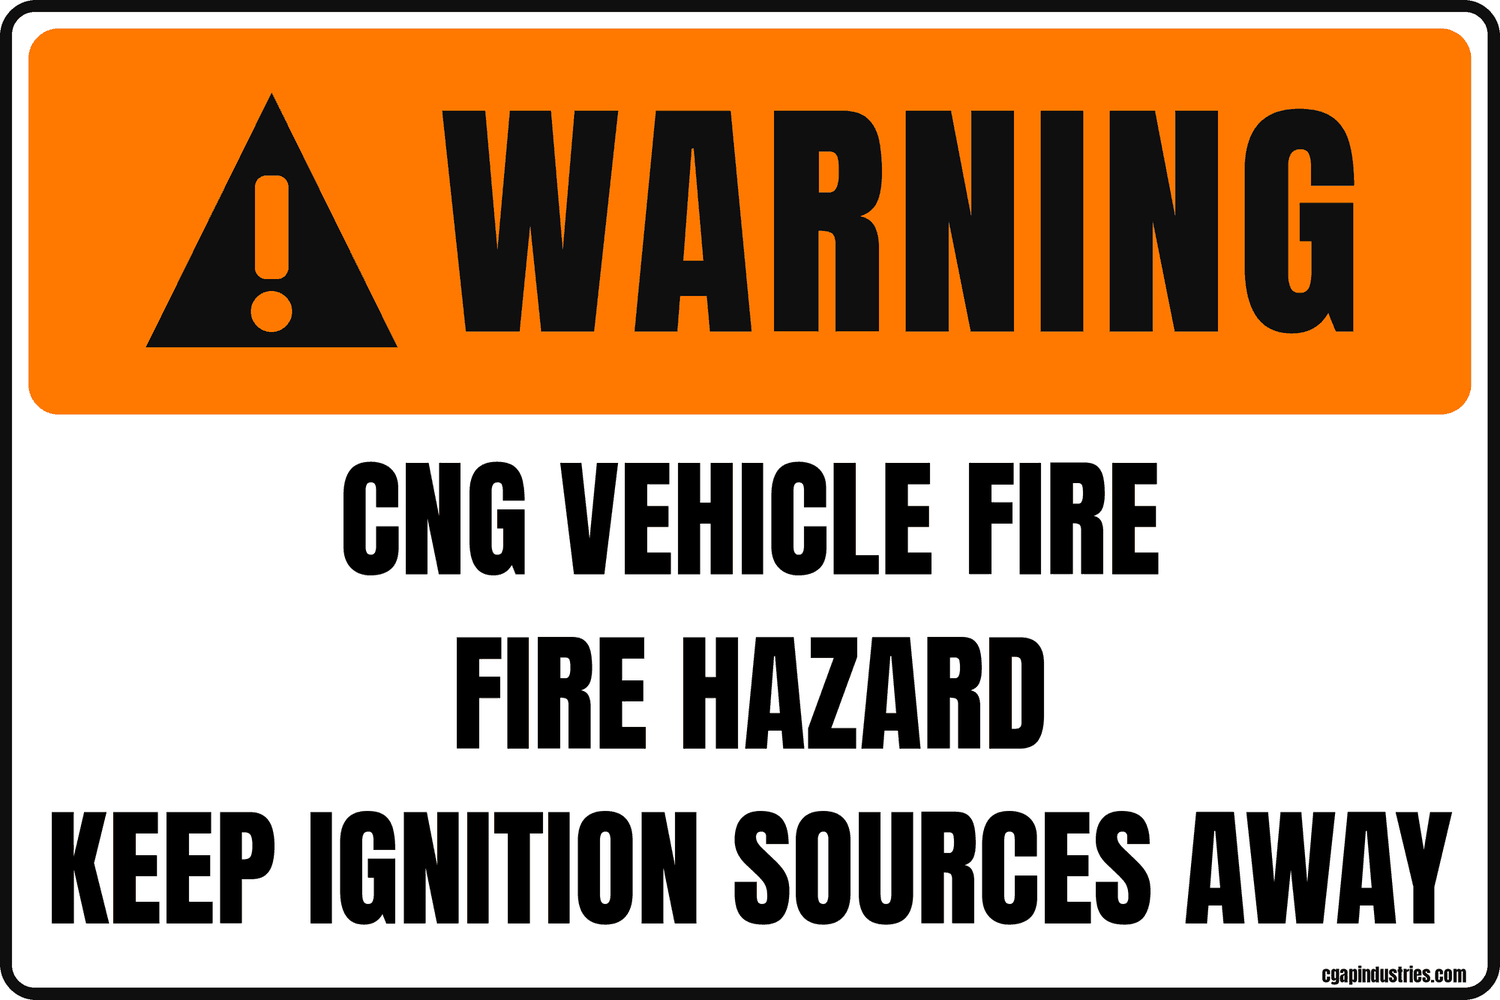 WARNING
CNG VEHICLE FIRE
FIRE HAZARD
KEEP IGNITION SOURCES AWAY
cgapindustries.com